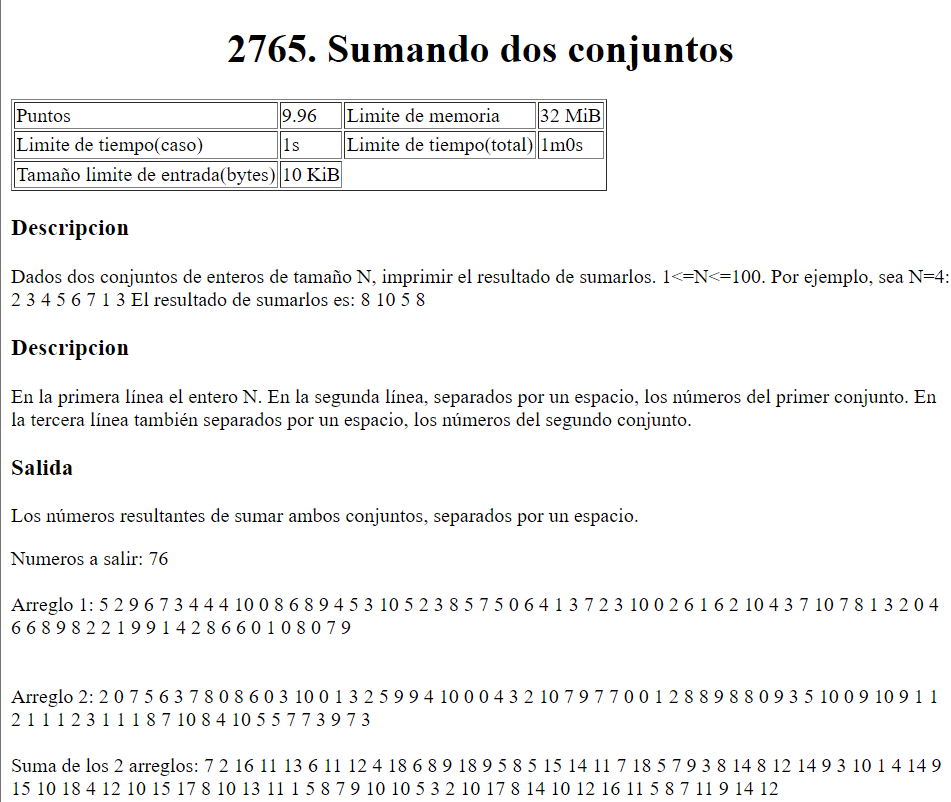 2765. Sumando dos conjuntos
Puntos 9.96 Limite de memoria 32 MiB
Limite de tiempo(caso) 1s Limite de tiempo(total) 1m0s
Tamaño limite de entrada(bytes) 10 KiB
Descripcion
Dados dos conjuntos de enteros de tamaño N, imprimir el resultado de sumarlos. 1<=N<=100. Por ejemplo, sea N=4:
2 3 4 5 6 7 1 3 El resultado de sumarlos es: 8 10 5 8
Descripcion
En la primera línea el entero N. En la segunda línea, separados por un espacio, los números del primer conjunto. En
la tercera línea también separados por un espacio, los números del segundo conjunto.
Salida
Los números resultantes de sumar ambos conjuntos, separados por un espacio.
Numeros a salir: 76
Arreglo 1: 5 2 9 6 7 3 4 4 4 10 0 8 6 8 9 4 5 3 10 5 2 3 8 5 7 5 0 6 4 1 3 7 2 3 10 0 2 6 1 6 2 10 4 3 7 10 7 8 1 3 2 0 4
6 6 8 9 8 2 2 1 9 9 1 4 2 8 6 6 0 1 0 8 0 7 9
Arreglo 2: 2 0 7 5 6 3 7 8 0 8 6 0 3 10 0 1 3 2 5 9 9 4 10 0 0 4 3 2 10 7 9 7 7 0 0 1 2 8 8 9 8 8 0 9 3 5 10 0 9 10 9 1 1
2 1 1 1 2 3 1 1 1 8 7 10 8 4 10 5 5 7 7 3 9 7 3
Suma de los 2 arreglos: 7 2 16 11 13 6 11 12 4 18 6 8 9 18 9 5 8 5 15 14 11 7 18 5 7 9 3 8 14 8 12 14 9 3 10 1 4 14 9
15 10 18 4 12 10 15 17 8 10 13 11 1 5 8 7 9 10 10 5 3 2 10 17 8 14 10 12 16 11 5 8 7 11 9 14 12